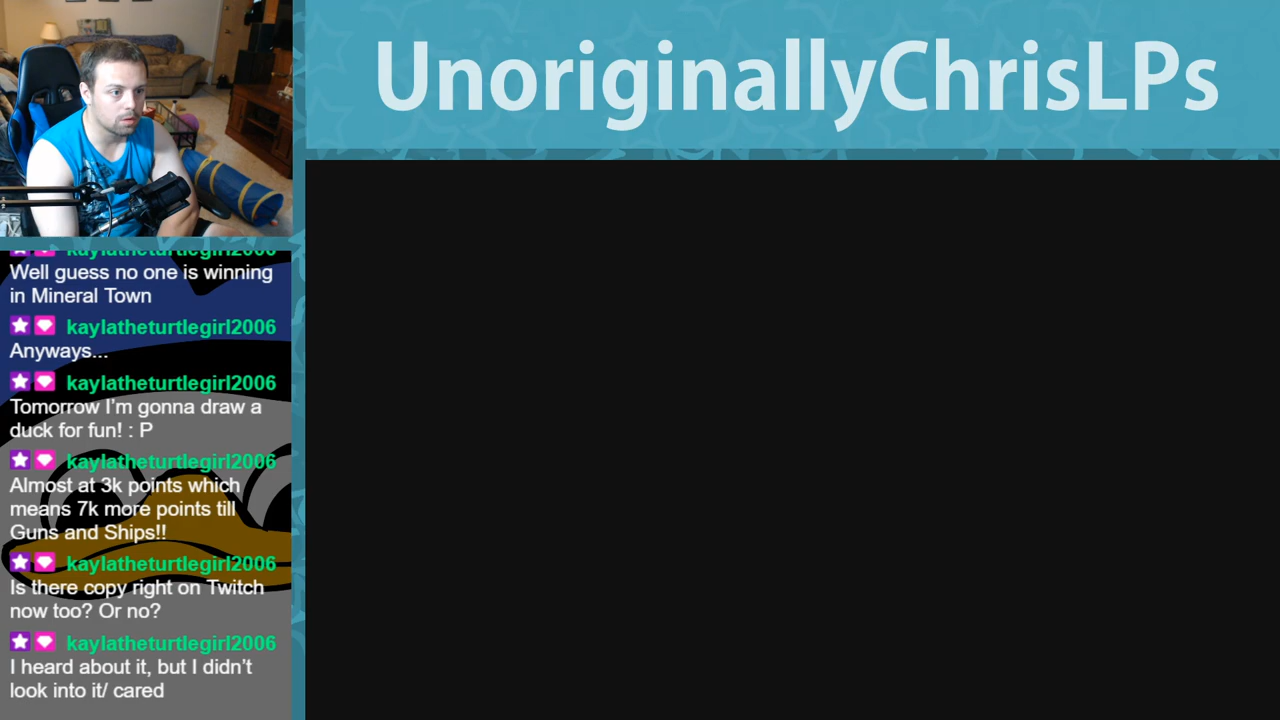 UnoriginallyChrisLPs
kaylatheturtlegirl2006
Well guess no one is winning
in Mineral Town
kaylatheturtlegirl2006
Anyways...
kaylatheturtlegirl2006
Tomorrow I’m gonna draw a
duck for fun! : P
kaylatheturtlegirl2006
Almost at 3k points which
means 7k more points till
Guns and Ships!!
kaylatheturtlegirl2006
Is there copy right on Twitch
now too? Or no?
kaylatheturtlegirl2006
I heard about it, but I didn’t
look into it/ cared